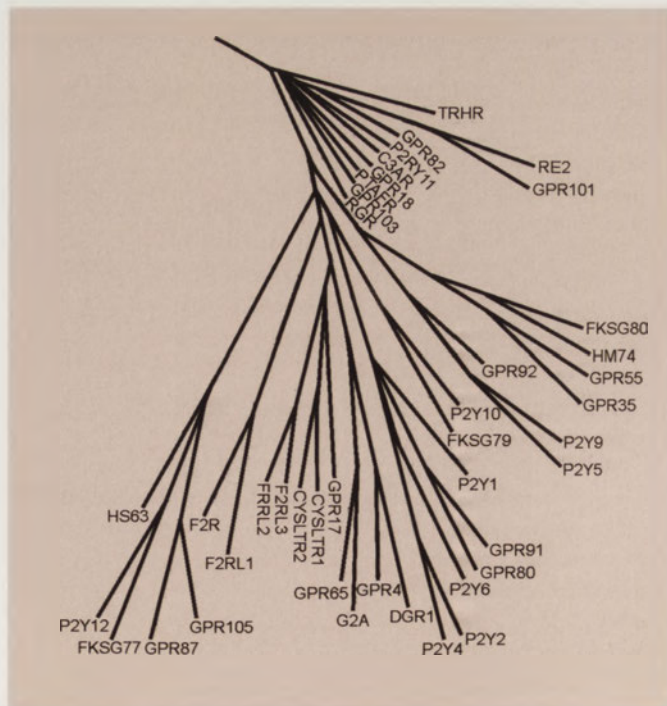 TRHR
GPR82
P2RY11
C3AR
GPR18
PTAFR
GPR103
RGR
RE2
GPR101
FKSG80
HM74
GPR55
GPR35
GPR92
P2Y9
P2Y5
P2Y10
FKSG79
P2Y1
GPR91
GPR80
P2Y6
P2Y2
P2Y4
DGR1
GPR4
G2A
GPR65
GPR17
CYSLTR1
CYSLTR2
F2RL3
FRRL2
F2RL1
F2R
HS63
GPR105
GPR87
FKSG77
P2Y12